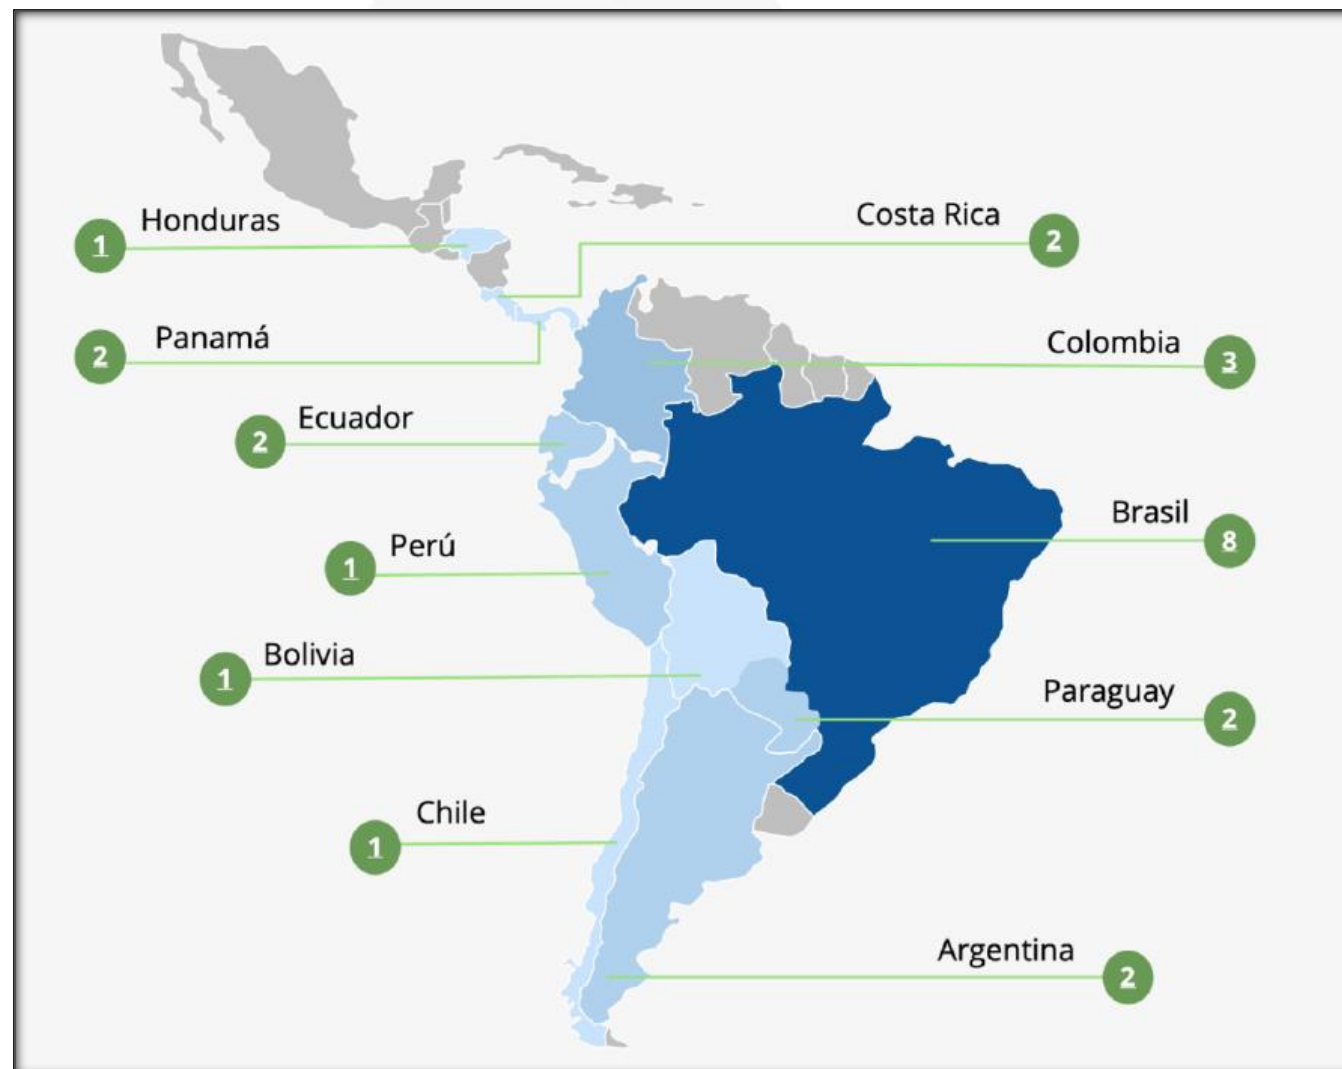 Honduras
1
Costa Rica
2
Panamá
2
Colombia
3
Ecuador
2
Brasil
8
Perú
1
Bolivia
1
Paraguay
2
Chile
1
Argentina
2